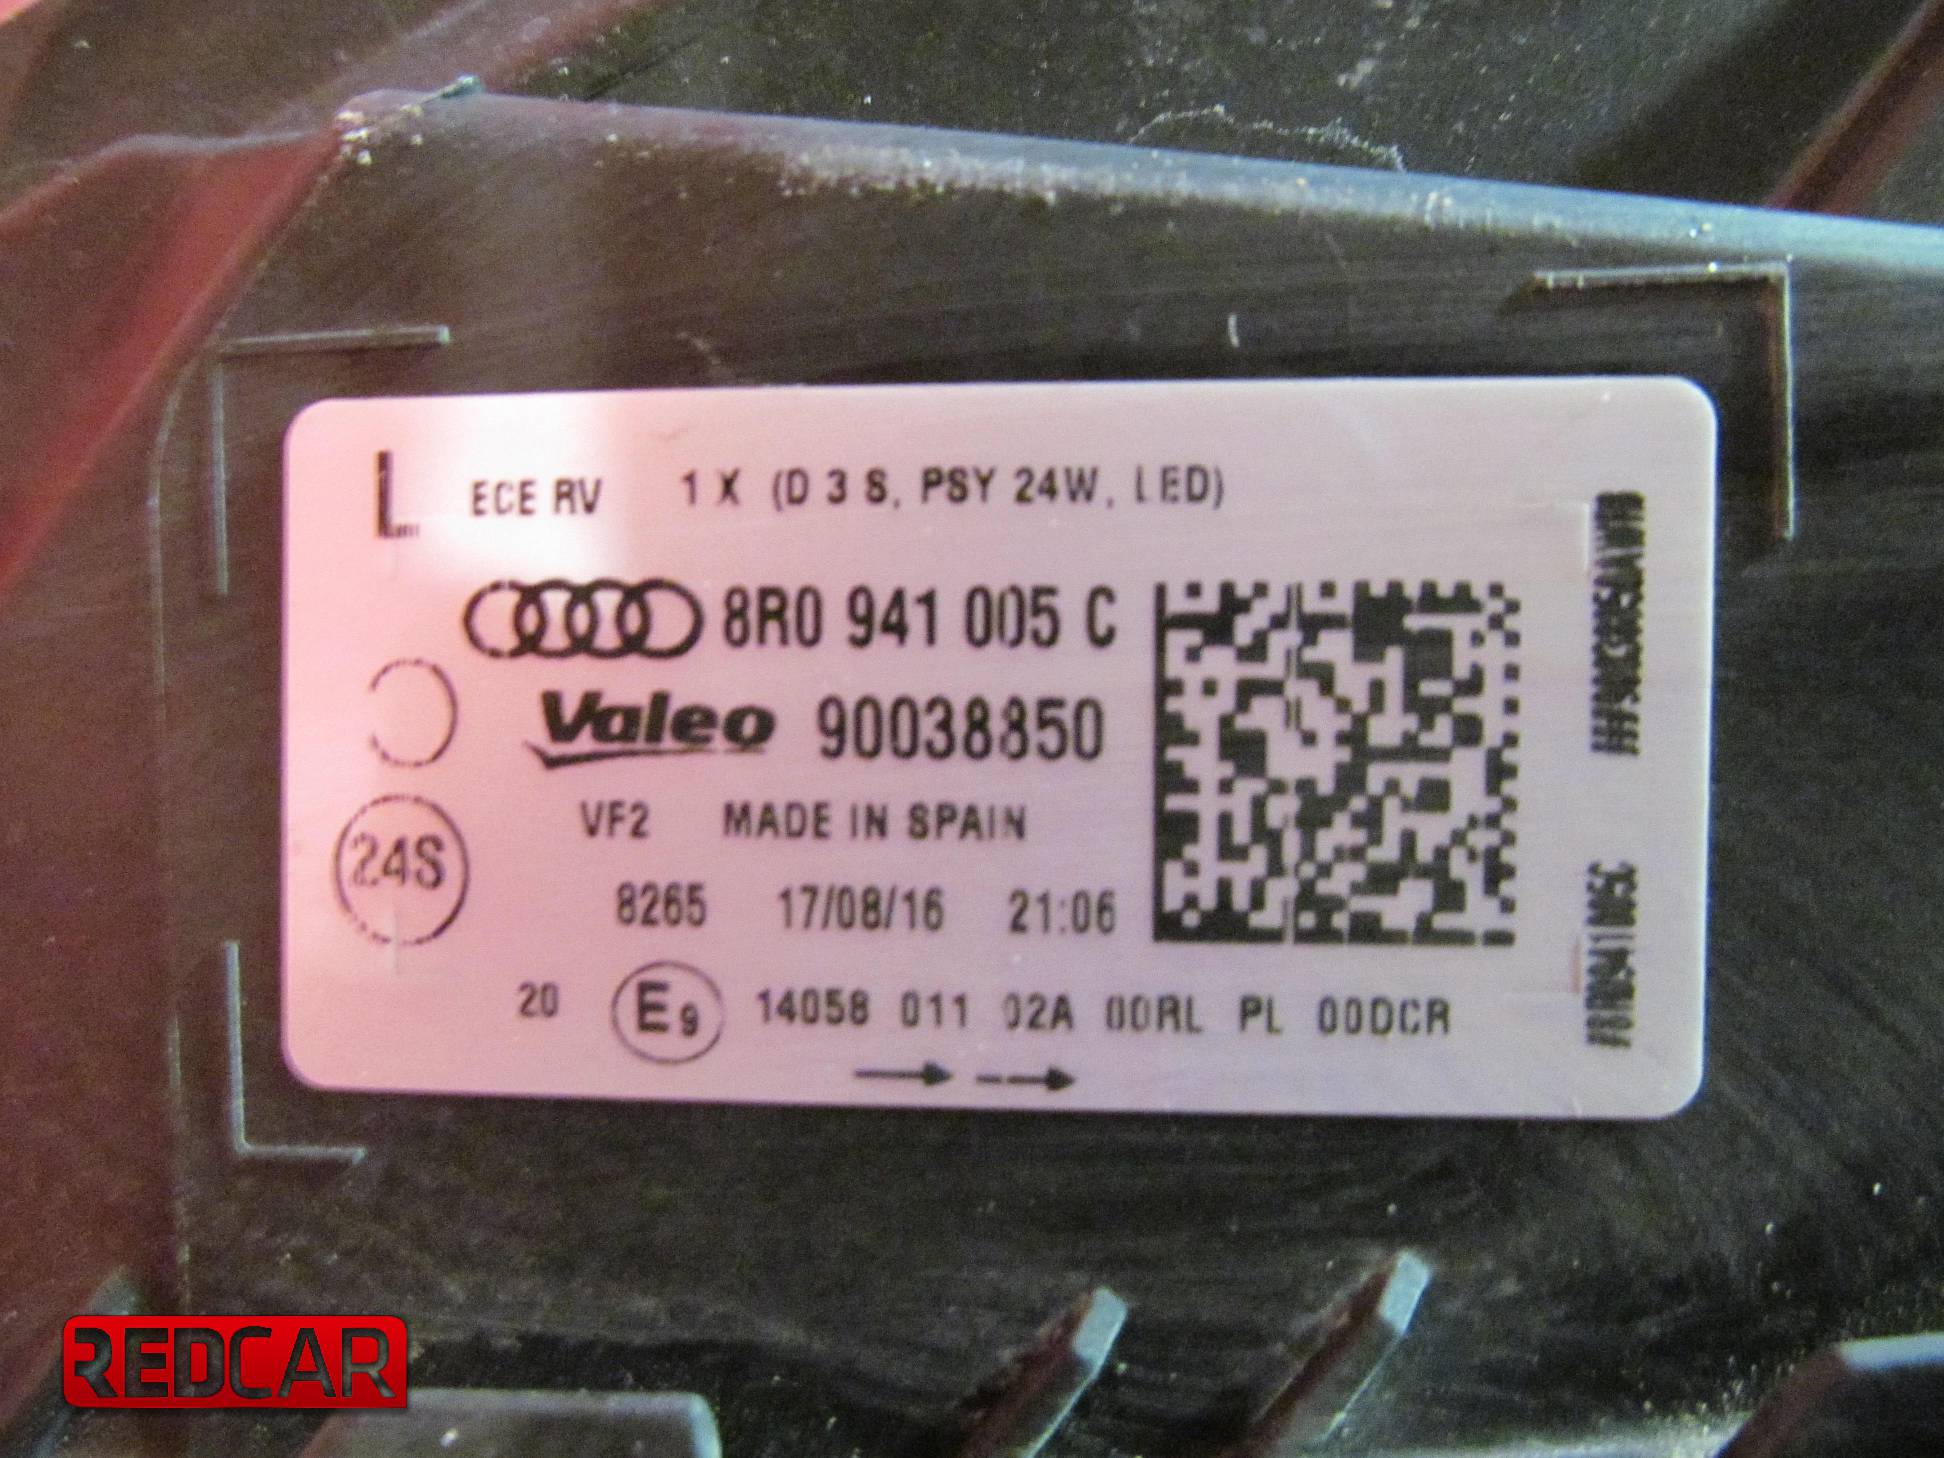 L ECE RV 1 X (D 3 S, PSY 24W, LED)
8R0 941 005 C
Valeo 90038850
VF2 MADE IN SPAIN
24S
8265 17/08/16 21:06
20 E9 14058 011 02A 00RL PL 00DCR
#8R0941005C
REDCAR